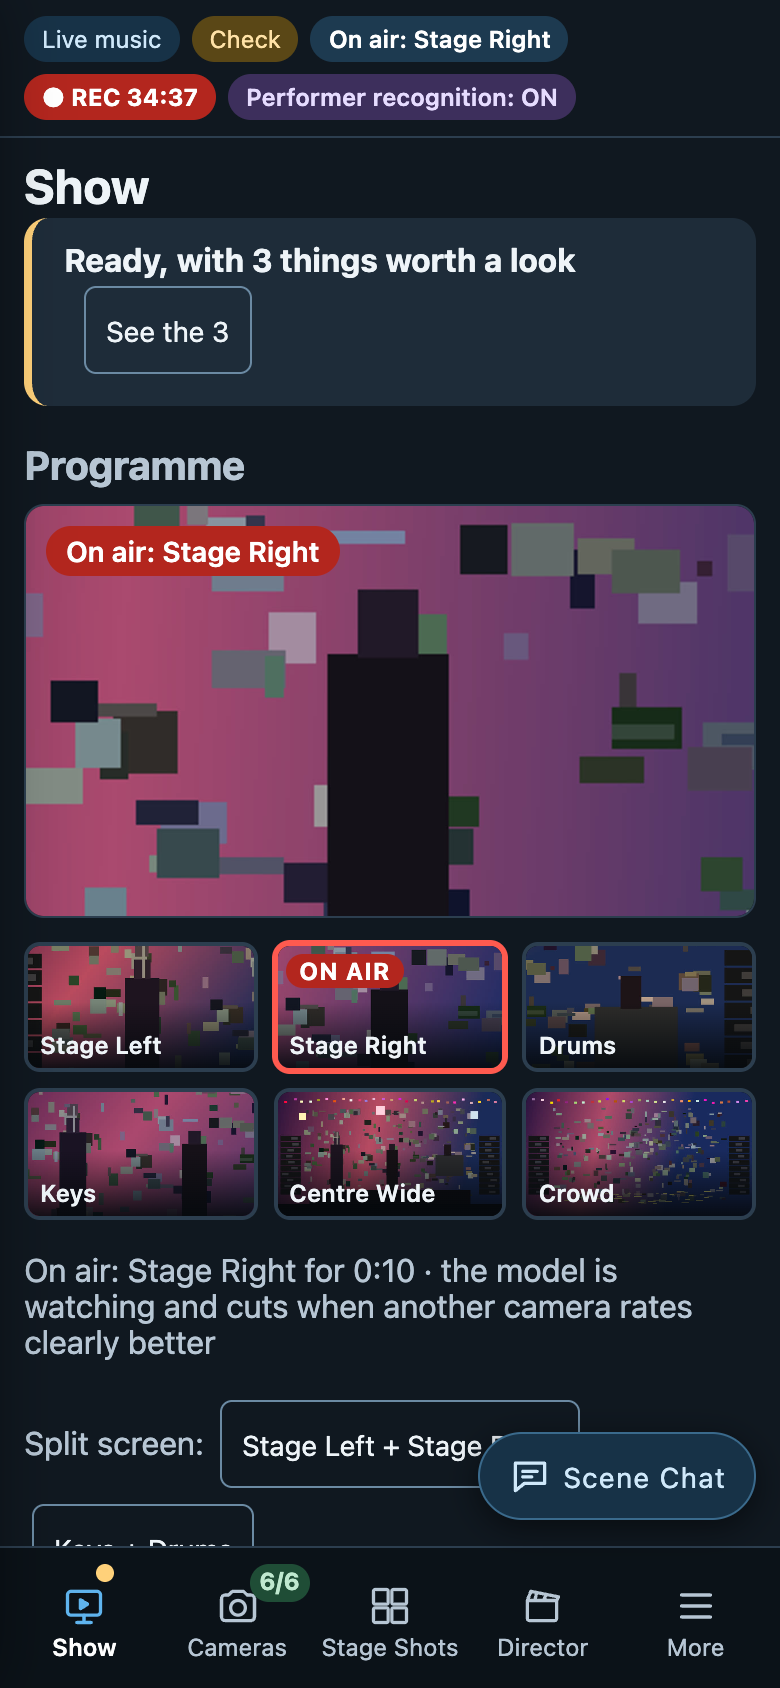 Live music
Check
On air: Stage Right
REC 34:37
Performer recognition: ON
Show
Ready, with 3 things worth a look
See the 3
Programme
On air: Stage Right
Stage Left
ON AIR
Stage Right
Drums
Keys
Centre Wide
Crowd
On air: Stage Right for 0:10 · the model is
watching and cuts when another camera rates
clearly better
Split screen:
Stage Left + Stage
Scene Chat
Keys + Drums
6/6
Show
Cameras
Stage Shots
Director
More